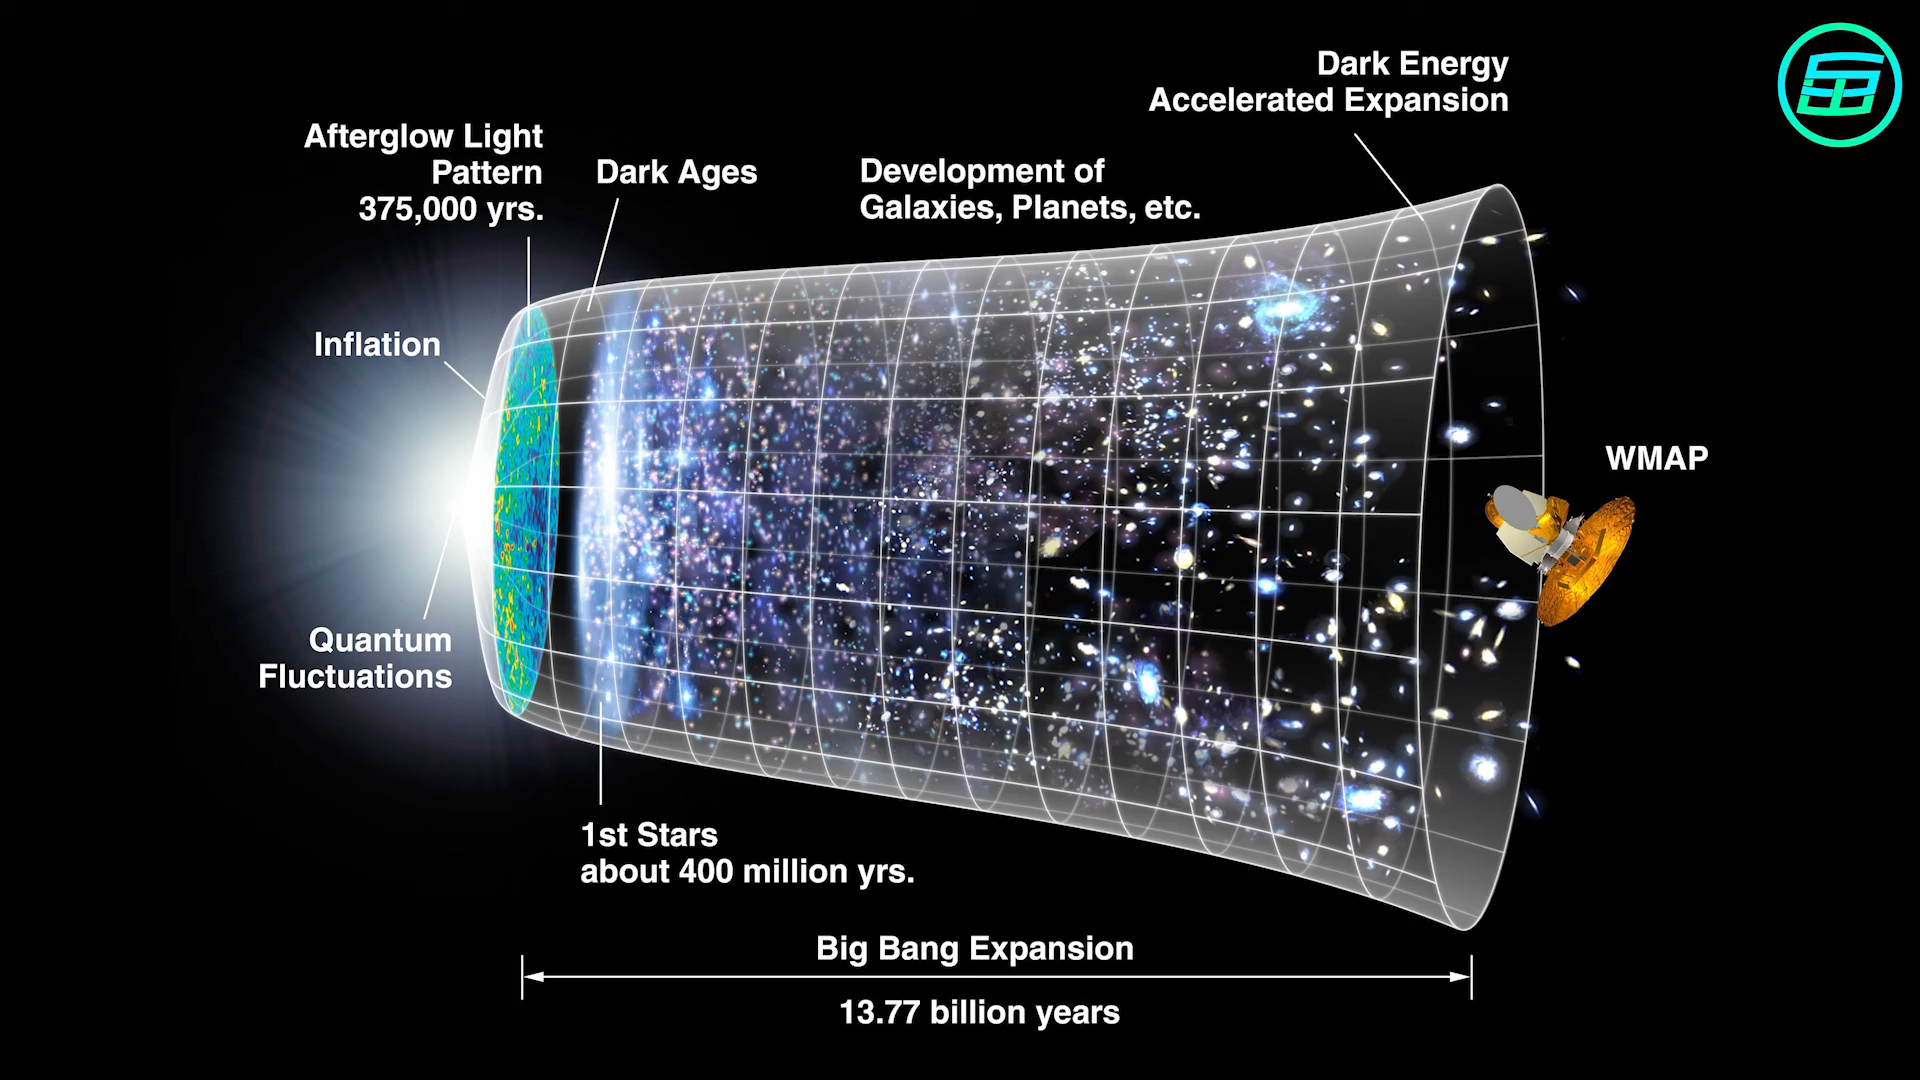 Dark Energy
Accelerated Expansion
Afterglow Light
Pattern
375,000 yrs.
Dark Ages
Development of
Galaxies, Planets, etc.
Inflation
WMAP
Quantum
Fluctuations
1st Stars
about 400 million yrs.
Big Bang Expansion
13.77 billion years